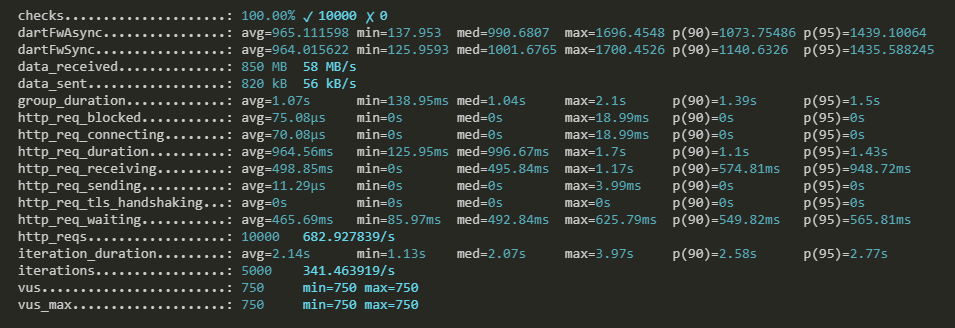 checks.........................: 100.00% ✓ 10000 ✗ 0
dartFwAsync....................: avg=965.111598 min=137.953  med=990.6807  max=1696.4548 p(90)=1073.75486 p(95)=1439.10064
dartFwSync.....................: avg=964.015622 min=125.9593 med=1001.6765 max=1700.4526 p(90)=1140.6326  p(95)=1435.588245
data_received..................: 850 MB  58 MB/s
data_sent......................: 820 kB  56 kB/s
group_duration.................: avg=1.07s      min=138.95ms med=1.04s     max=2.1s      p(90)=1.39s      p(95)=1.5s
http_req_blocked...............: avg=75.08µs    min=0s       med=0s        max=18.99ms   p(90)=0s         p(95)=0s
http_req_connecting............: avg=70.08µs    min=0s       med=0s        max=18.99ms   p(90)=0s         p(95)=0s
http_req_duration..............: avg=964.56ms   min=125.95ms med=996.67ms  max=1.7s      p(90)=1.1s       p(95)=1.43s
http_req_receiving.............: avg=498.85ms   min=0s       med=495.84ms  max=1.17s     p(90)=574.81ms   p(95)=948.72ms
http_req_sending...............: avg=11.29µs    min=0s       med=0s        max=3.99ms    p(90)=0s         p(95)=0s
http_req_tls_handshaking...: avg=0s         min=0s       med=0s        max=0s        p(90)=0s         p(95)=0s
http_req_waiting...............: avg=465.69ms   min=85.97ms  med=492.84ms  max=625.79ms  p(90)=549.82ms   p(95)=565.81ms
http_reqs......................: 10000   682.927839/s
iteration_duration.............: avg=2.14s      min=1.13s    med=2.07s     max=3.97s     p(90)=2.58s      p(95)=2.77s
iterations.....................: 5000    341.463919/s
vus............................: 750     min=750 max=750
vus_max........................: 750     min=750 max=750